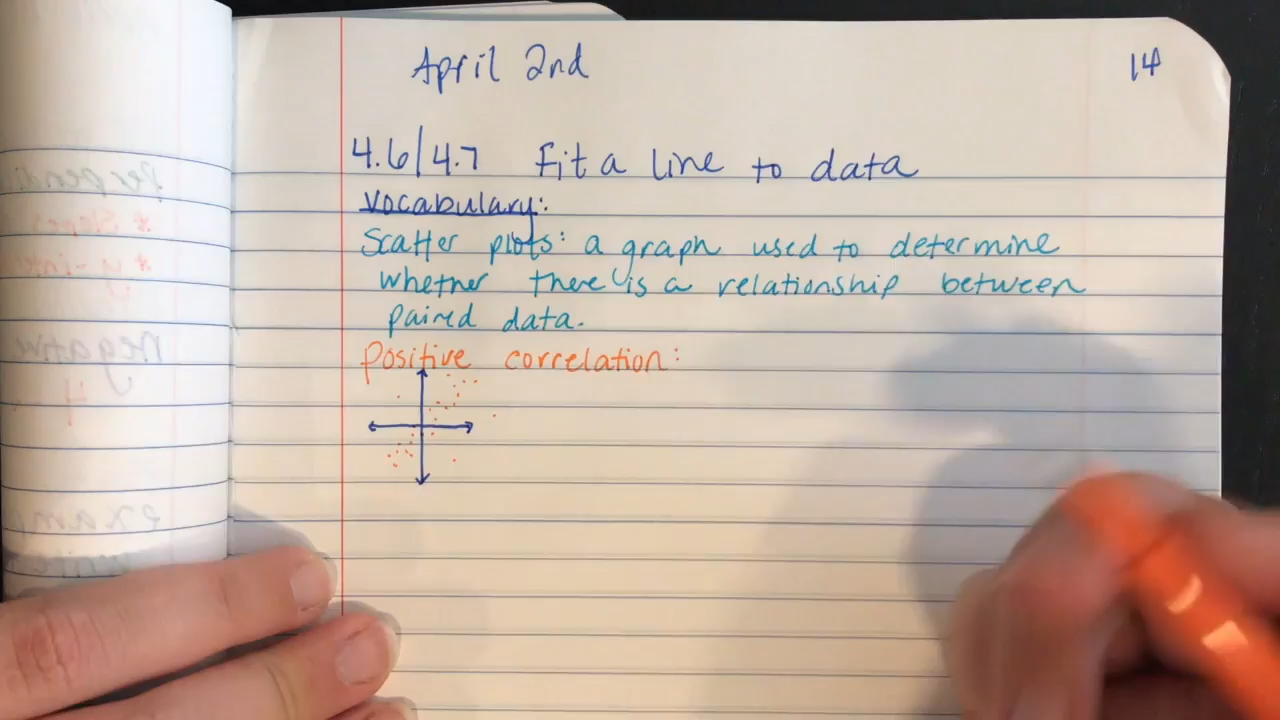 April 2nd
14
4.6/4.7 Fit a line to data
Vocabulary:
Scatter plots: a graph used to determine
whether there is a relationship between
paired data.
Positive correlation: